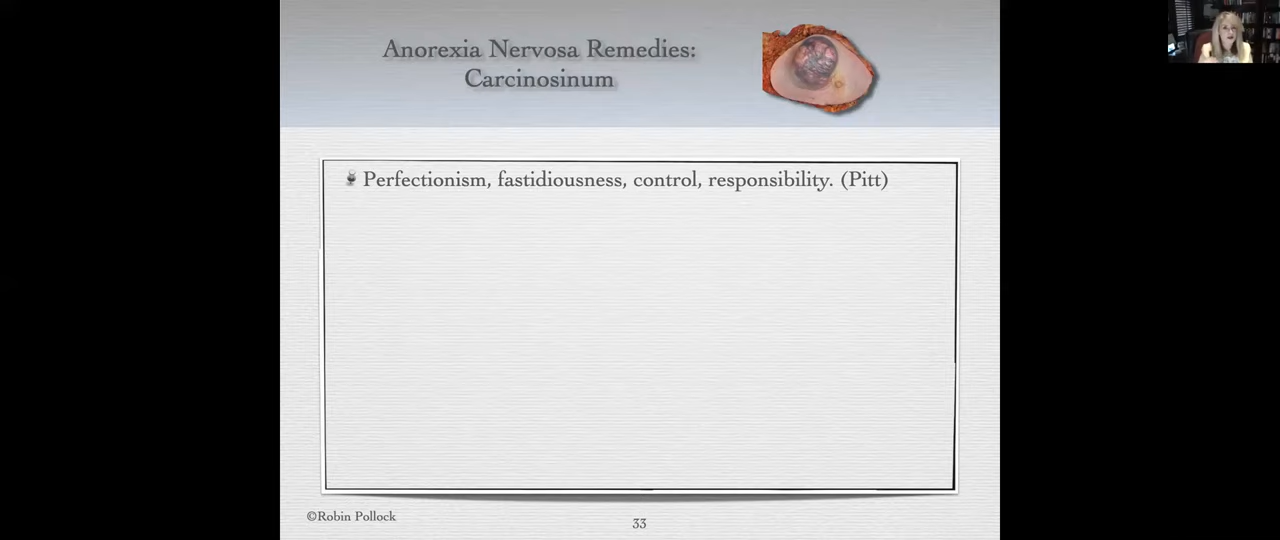 Anorexia Nervosa Remedies:
Carcinosinum
Perfectionism, fastidiousness, control, responsibility. (Pitt)
©Robin Pollock
33